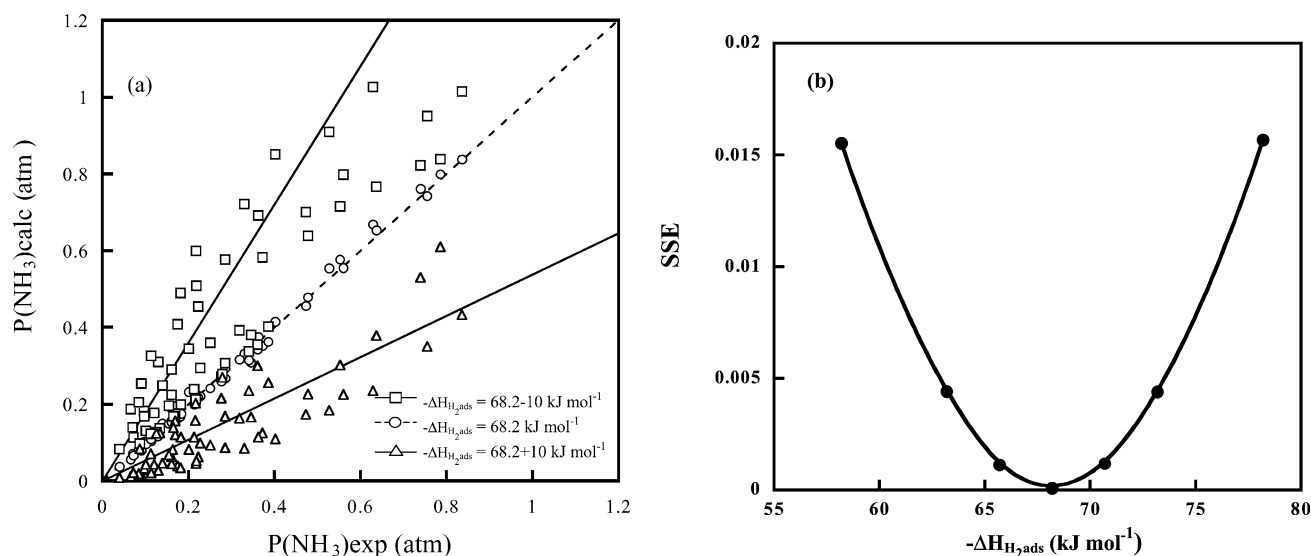 (a)
P(NH3)calc (atm )
1.2
1
0.8
0.6
0.4
0.2
0
0
0.2
0.4
0.6
0.8
1
1.2
P(NH3)exp (atm)
-ΔHH2ads = 68.2-10 kJ mol-1
-ΔHH2ads = 68.2 kJ mol-1
-ΔHH2ads = 68.2+10 kJ mol-1
(b)
SSE
0.02
0.015
0.01
0.005
0
55
60
65
70
75
80
-ΔHH2ads (kJ mol-1)